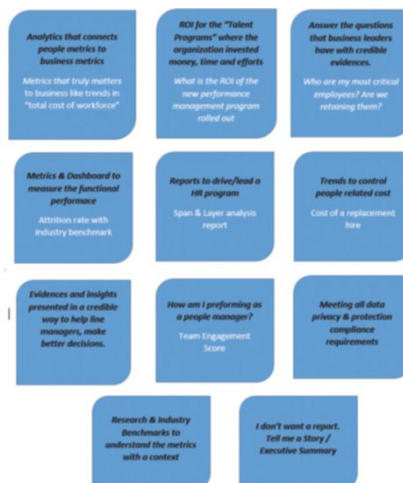 Analytics that connects
people metrics to
business metrics
Metrics that truly matters
to business like trends in
"total cost of workforce"
ROI for the "Talent
Programs" where the
organization invested
money, time and efforts
What is the ROI of the
new performance
management program
rolled out
Answer the questions
that business leaders
have with credible
evidences.
Who are my most critical
employees? Are we
retaining them?
Metrics & Dashboard to
measure the functional
performace
Attrition rate with
industry benchmark
Reports to drive/lead a
HR program
Span & Layer analysis
report
Trends to control
people related cost
Cost of a replacement
hire
Evidences and insights
presented in a credible
way to help line
managers, make
better decisions.
How am I preforming as
a people manager?
Team Engagement
Score
Meeting all data
privacy & protection
compliance
requirements
Research & Industry
Benchmarks to
understand the metrics
with a context
I don't want a report.
Tell me a Story /
Executive Summary